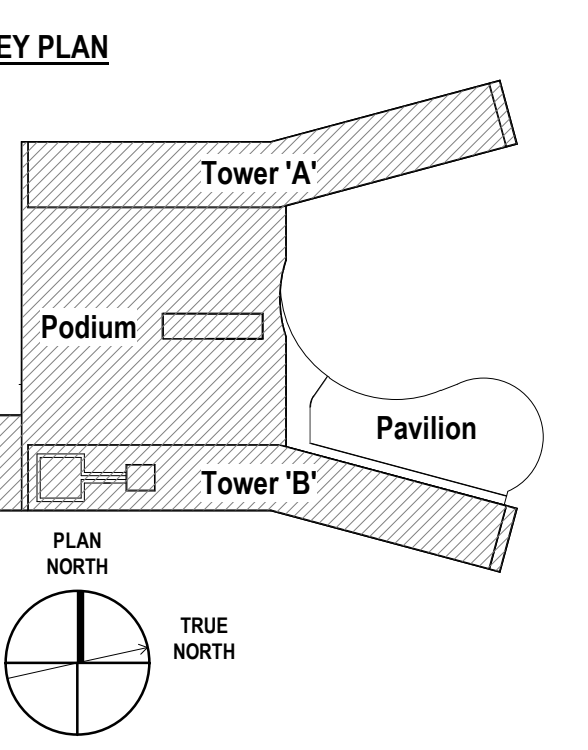 EY PLAN
Tower 'A'
Podium
Pavilion
Tower 'B'
PLAN
NORTH
TRUE
NORTH